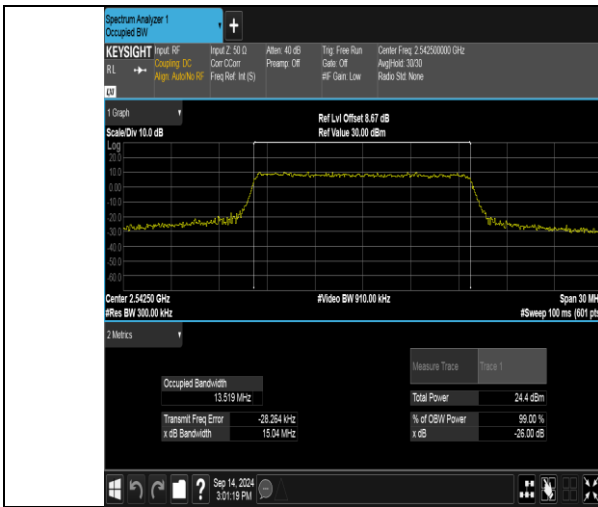 Spectrum Analyzer 1
Occupied BW
+
KEYSIGHT Input: RF Input Z: 50 Ω Atten: 40 dB Trig: Free Run Center Freq: 2.542500000 GHz
RL Coupling: DC Corr CCorr Preamp: Off Gate: Off Avg|Hold: 30/30
Align: Auto/No RF Freq Ref: Int (S) #IF Gain: Low Radio Std: None
LXI
1 Graph
Ref Lvl Offset 8.67 dB
Scale/Div 10.0 dB Ref Value 30.00 dBm
Log
20.0
10.0
0.00
-10.0
-20.0
-30.0
-40.0
-50.0
-60.0
Center 2.54250 GHz #Video BW 910.00 kHz Span 30 MH
#Res BW 300.00 kHz #Sweep 100 ms (601 pts
2 Metrics
Measure Trace Trace 1
Occupied Bandwidth
13.519 MHz Total Power 24.4 dBm
Transmit Freq Error -28.264 kHz % of OBW Power 99.00 %
x dB Bandwidth 15.04 MHz x dB -26.00 dB
? Sep 14, 2024
3:01:19 PM